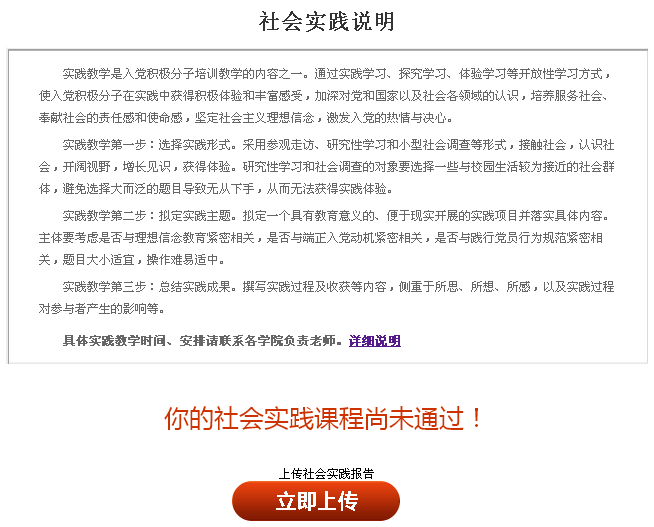 社会实践说明
实践教学是入党积极分子培训教学的内容之一。通过实践学习、探究学习、体验学习等开放性学习方式，
使入党积极分子在实践中获得积极体验和丰富感受，加深对党和国家以及社会各领域的认识，培养服务社会、
奉献社会的责任感和使命感，坚定社会主义理想信念，激发入党的热情与决心。
实践教学第一步：选择实践形式。采用参观走访、研究性学习和小型社会调查等形式，接触社会，认识社
会，开阔视野，增长见识，获得体验。研究性学习和社会调查的对象要选择一些与校园生活较为接近的社会群
体，避免选择大而泛的题目导致无从下手，从而无法获得实践体验。
实践教学第二步：拟定实践主题。拟定一个具有教育意义的、便于现实开展的实践项目并落实具体内容。
主体要考虑是否与理想信念教育紧密相关，是否与端正入党动机紧密相关，是否与践行党员行为规范紧密相
关，题目大小适宜，操作难易适中。
实践教学第三步：总结实践成果。撰写实践过程及收获等内容，侧重于所思、所想、所感，以及实践过程
对参与者产生的影响等。
具体实践教学时间、安排请联系各学院负责老师。详细说明
你的社会实践课程尚未通过！
上传社会实践报告
立即上传